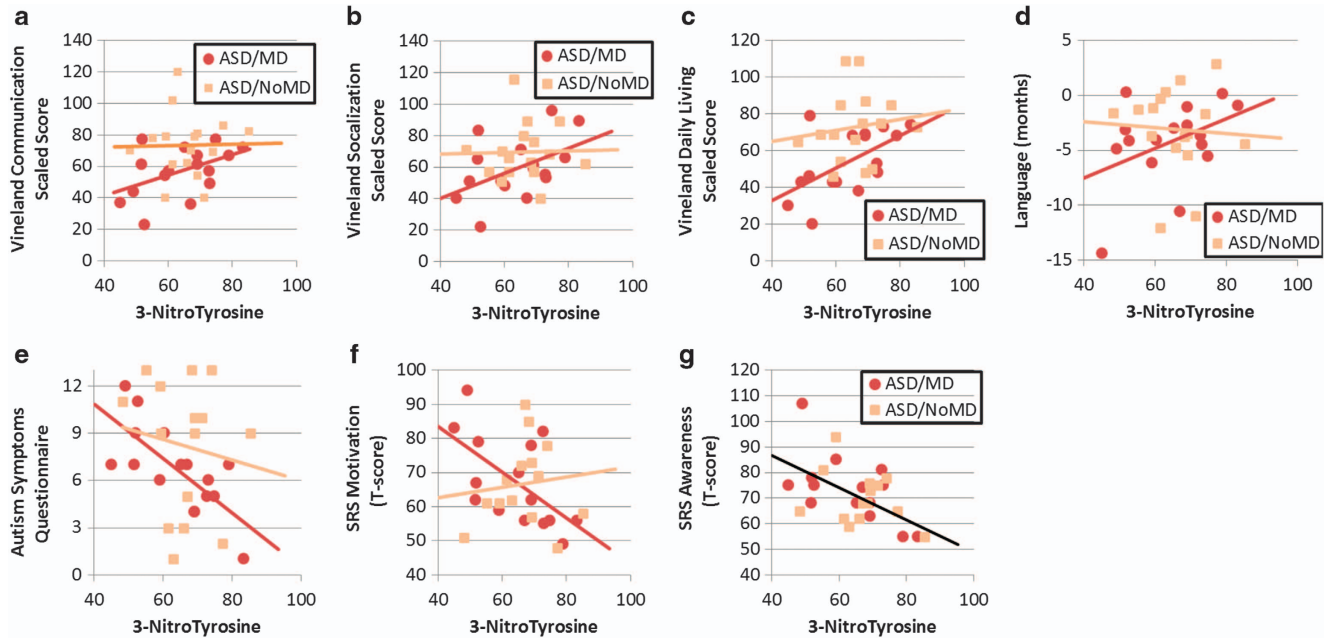 a
Vineland Communication
Scaled Score
140
120
100
80
60
40
20
0
40
60
80
100
3-NitroTyrosine
ASD/MD
ASD/NoMD
b
Vineland Socalization
Scaled Score
140
120
100
80
60
40
20
0
40
60
80
100
3-NitroTyrosine
ASD/MD
ASD/NoMD
c
Vineland Daily Living
Scaled Score
120
100
80
60
40
20
0
40
60
80
100
3-NitroTyrosine
ASD/MD
ASD/NoMD
d
Language (months)
5
0
-5
-10
-15
40
60
80
100
3-NitroTyrosine
ASD/MD
ASD/NoMD
e
Autism Symptoms
Questionnaire
12
9
6
3
0
40
60
80
100
3-NitroTyrosine
f
SRS Motivation
(T-score)
100
90
80
70
60
50
40
40
60
80
100
3-NitroTyrosine
g
SRS Awareness
(T-score)
120
110
100
90
80
70
60
50
40
40
60
80
100
3-NitroTyrosine
ASD/MD
ASD/NoMD